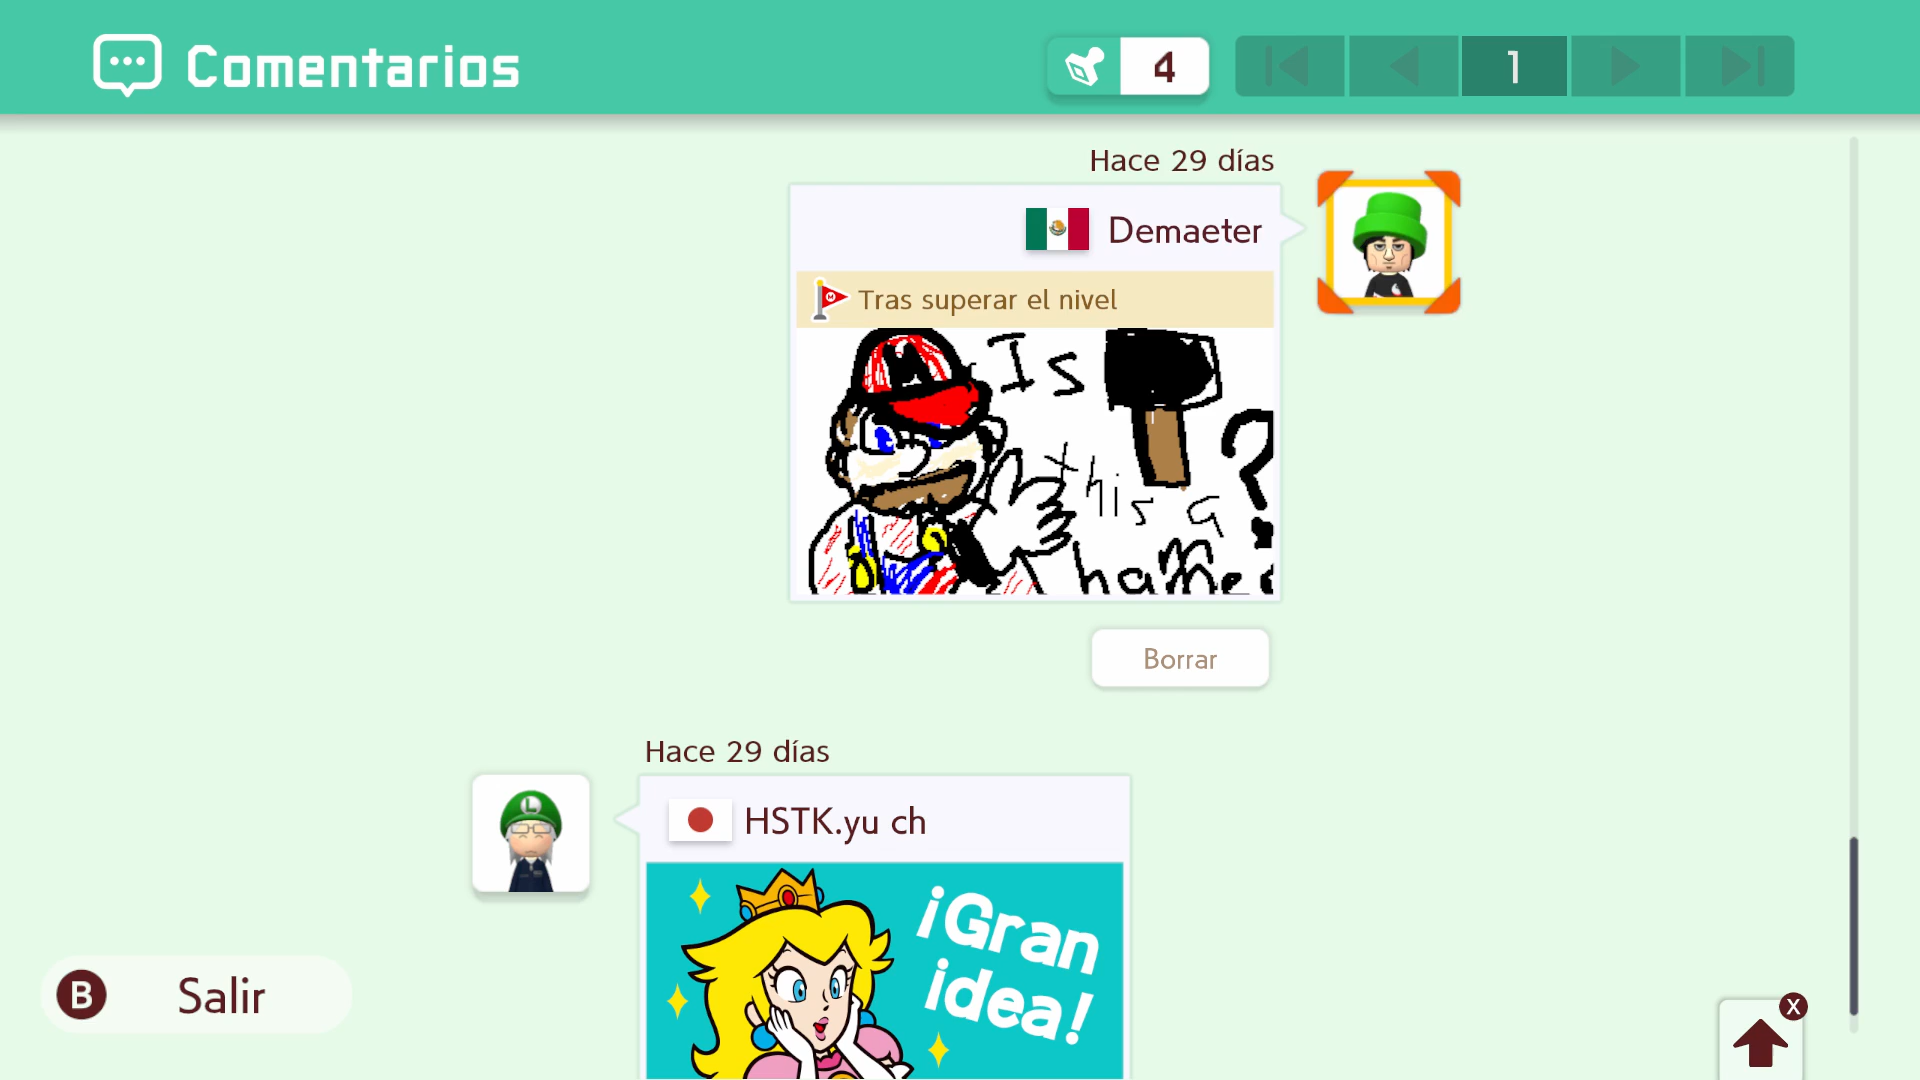 Comentarios
4
1
Hace 29 días
Demaeter
Tras superar el nivel
M
Is
this a
?
hammer
Borrar
Hace 29 días
L
HSTK.yu ch
¡Gran
idea!
B Salir
X